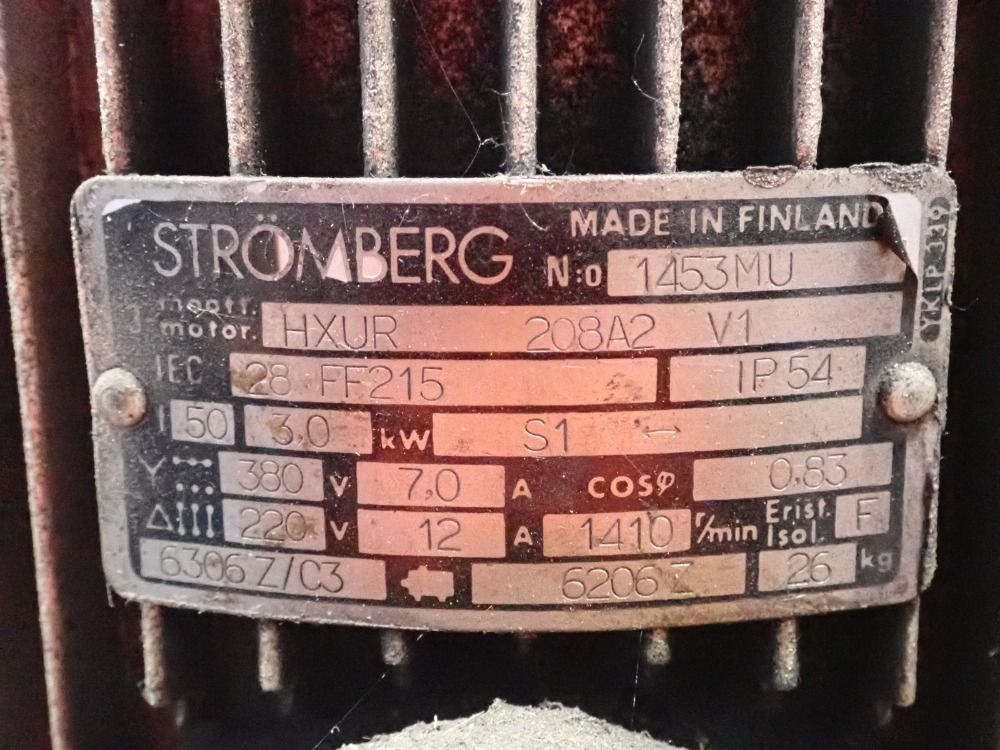 STRÖMBERG
MADE IN FINLAND
N:o 1453MU
3 moott. motor. HXUR 208A2 V1
IEC 28 FF215 IP 54
50 3,0 kW S1 ↔
Y 380 V 7,0 A cosφ 0,83
Δ 220 V 12 A 1410 r/min Erist. Isol. F
6306 Z/C3 6206 Z 26 kg
YKLP 339